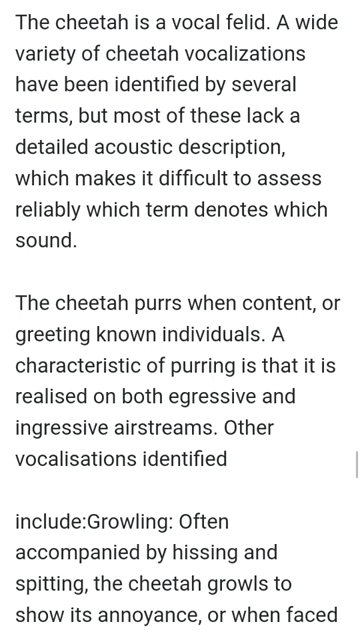 The cheetah is a vocal felid. A wide
variety of cheetah vocalizations
have been identified by several
terms, but most of these lack a
detailed acoustic description,
which makes it difficult to assess
reliably which term denotes which
sound.
The cheetah purrs when content, or
greeting known individuals. A
characteristic of purring is that it is
realised on both egressive and
ingressive airstreams. Other
vocalisations identified
include:Growling: Often
accompanied by hissing and
spitting, the cheetah growls to
show its annoyance, or when faced